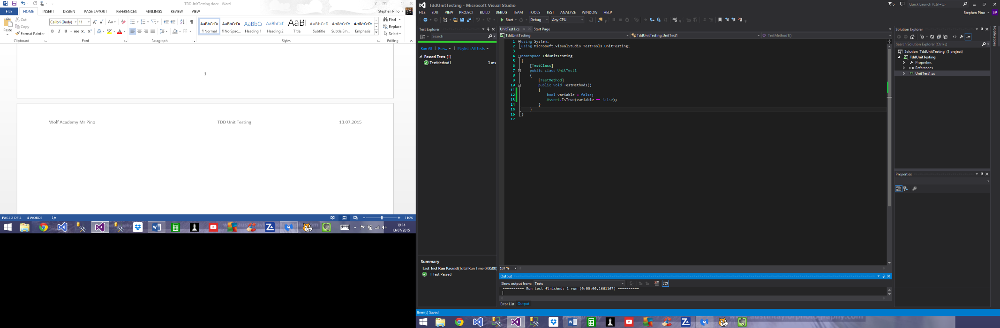 TDDUnitTesting.docx - Word
FILE HOME INSERT DESIGN PAGE LAYOUT REFERENCES MAILINGS REVIEW VIEW
Stephen Pino
Paste
Cut
Copy
Format Painter
Calibri (Body) 11
AaBbCcDc AaBbCcDc AaBbCc AaBbCcE AaBl AaBbCcE AaBbCcDc AaBbCcDc
¶ Normal ¶ No Spac... Heading 1 Heading 2 Title Subtitle Subtle Em... Emphasis
Find
Replace
Select
Clipboard Font Paragraph Styles Editing
1
Wolf Academy Mr Pino TDD Unit Testing 13.07.2015
PAGE 2 OF 2 4 WORDS 110%
19:14
13/07/2015
TddUnitTesting - Microsoft Visual Studio
6 Quick Launch (Ctrl+Q)
FILE EDIT VIEW PROJECT BUILD DEBUG TEAM TOOLS TEST ANALYZE WINDOW HELP
Stephen Pino SP
Start Debug Any CPU
Test Explorer
Search
Run All | Run... | Playlist : All Tests
Passed Tests (1)
TestMethod1 3 ms
Summary
Last Test Run Passed (Total Run Time 0:00:00)
1 Test Passed
UnitTest1.cs Start Page
TddUnitTesting TddUnitTesting.UnitTest1 TestMethod1()
1 using System;
2 using Microsoft.VisualStudio.TestTools.UnitTesting;
3
4 namespace TddUnitTesting
5 {
6 [TestClass]
7 public class UnitTest1
8 {
9 [TestMethod]
10 public void TestMethod1()
11 {
12 bool variable = false;
13 Assert.IsTrue(variable == false);
14 }
15 }
16 }
17
100 %
Output
Show output from: Tests
========== Run test finished: 1 run (0:00:00.1661167) ==========
Error List Output
Item(s) Saved
Solution Explorer
Search Solution Explorer (Ctrl+;)
Solution 'TddUnitTesting' (1 project)
TddUnitTesting
Properties
References
C# UnitTest1.cs
Properties
Notifications
www.austintaylorphotography.com